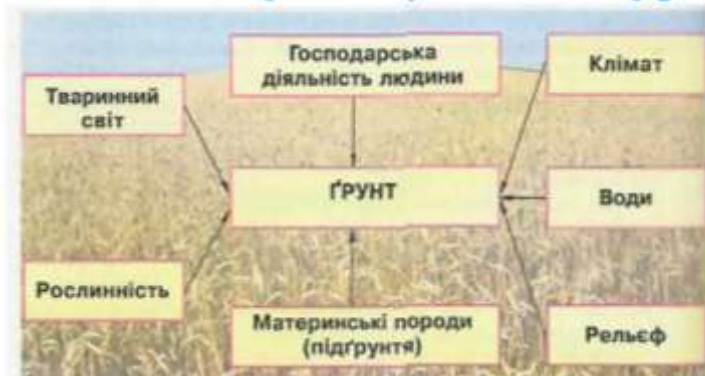 Господарська
діяльність людини
Клімат
Тваринний
світ
ҐРУНТ
Води
Рослинність
Материнські породи
(підґрунтя)
Рельєф